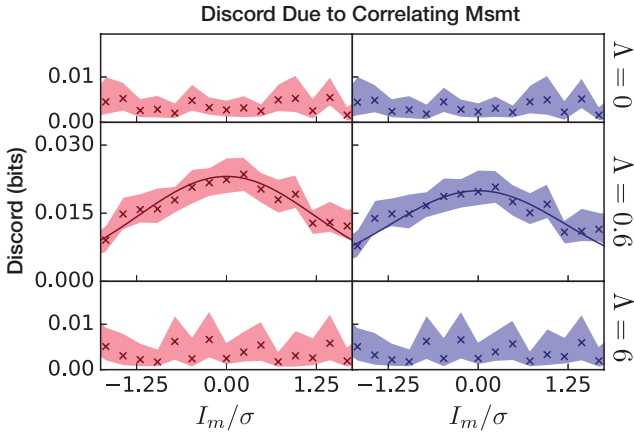 Discord Due to Correlating Msmt
0.01
0.00
Λ = 0
0.030
0.015
0.000
Discord (bits)
Λ = 0.6
0.01
0.00
Λ = 6
−1.25 0.00 1.25 −1.25 0.00 1.25
I_m/σ I_m/σ